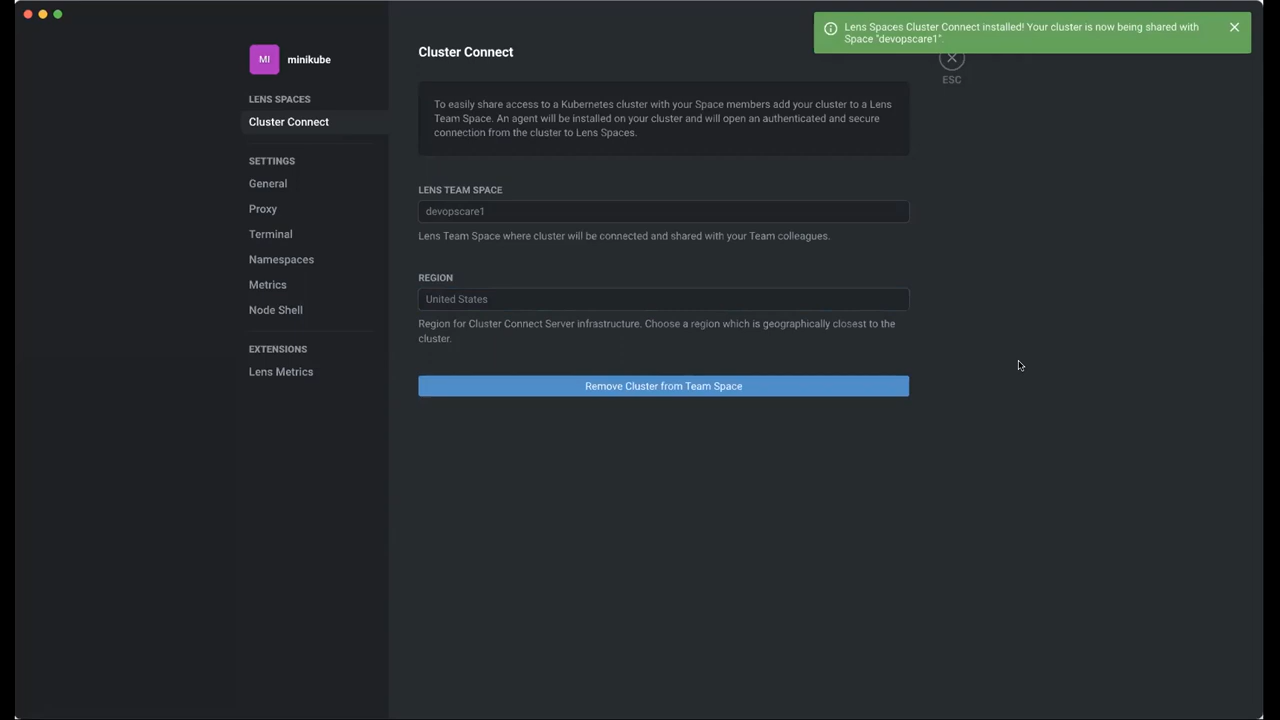 Lens Spaces Cluster Connect installed! Your cluster is now being shared with
Space "devopscare1".
MI
minikube
LENS SPACES
Cluster Connect
SETTINGS
General
Proxy
Terminal
Namespaces
Metrics
Node Shell
EXTENSIONS
Lens Metrics
Cluster Connect
ESC
To easily share access to a Kubernetes cluster with your Space members add your cluster to a Lens
Team Space. An agent will be installed on your cluster and will open an authenticated and secure
connection from the cluster to Lens Spaces.
LENS TEAM SPACE
devopscare1
Lens Team Space where cluster will be connected and shared with your Team colleagues.
REGION
United States
Region for Cluster Connect Server infrastructure. Choose a region which is geographically closest to the
cluster.
Remove Cluster from Team Space